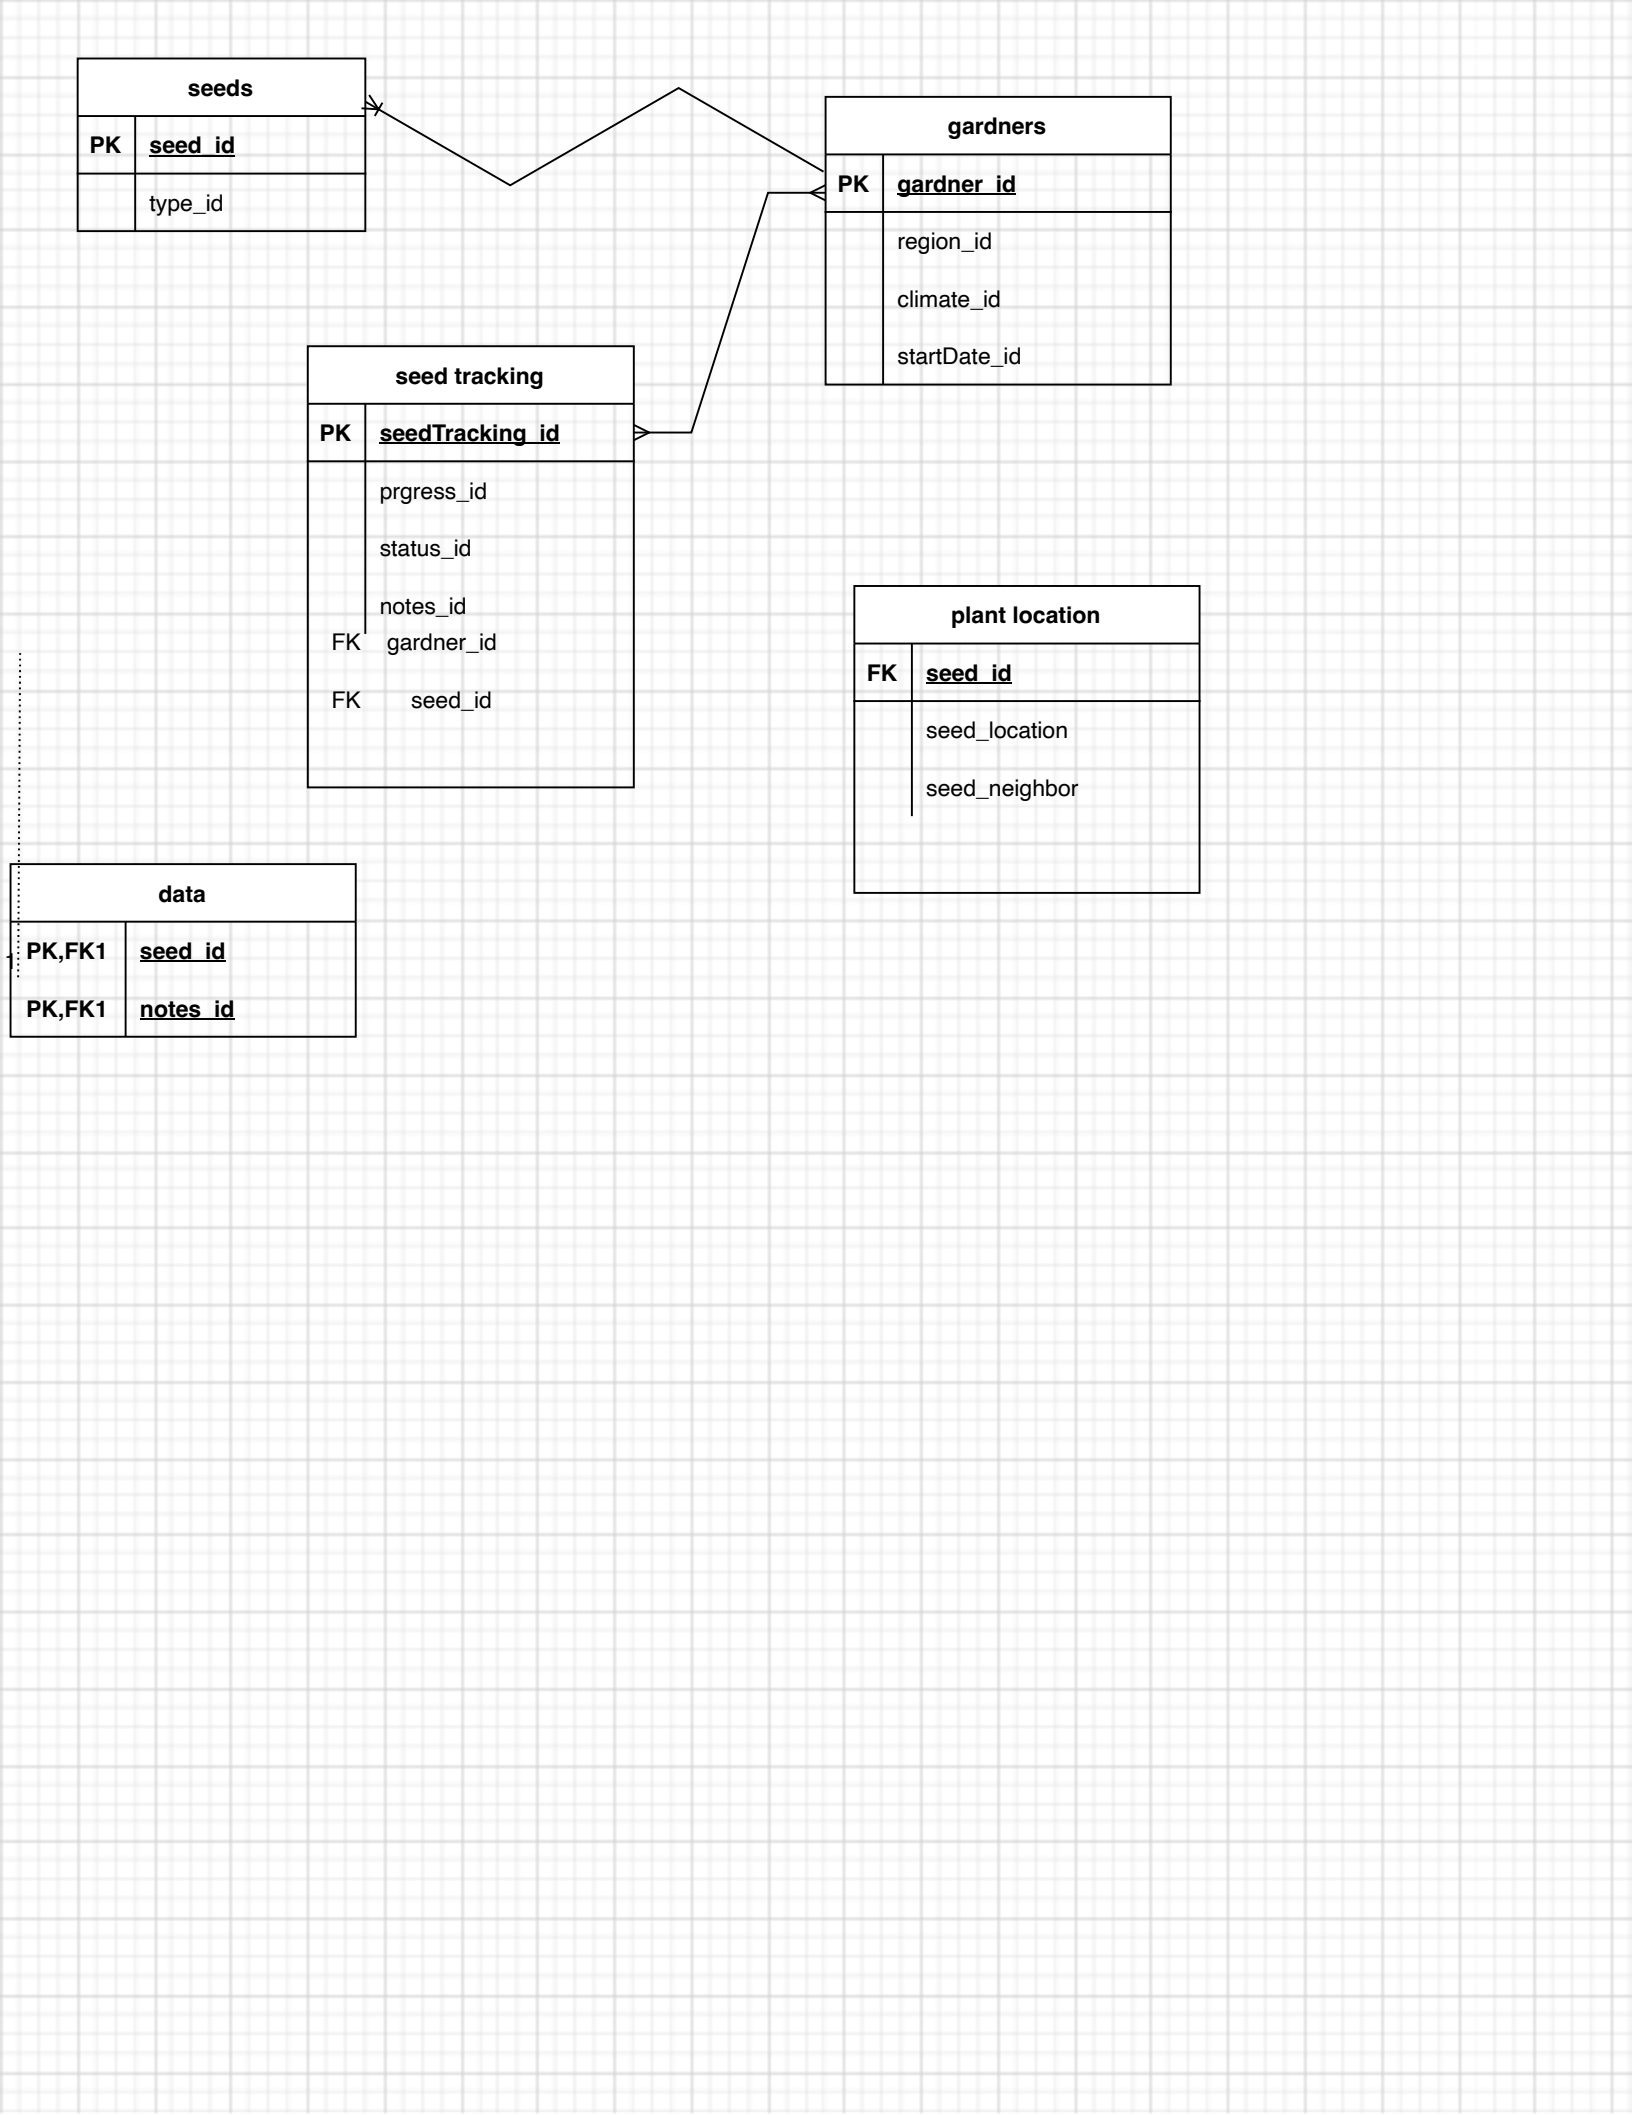 seeds
PK seed_id
type_id
gardners
PK gardner_id
region_id
climate_id
startDate_id
seed tracking
PK seedTracking_id
prgress_id
status_id
notes_id
FK gardner_id
FK seed_id
plant location
FK seed_id
seed_location
seed_neighbor
data
PK,FK1 seed_id
PK,FK1 notes_id